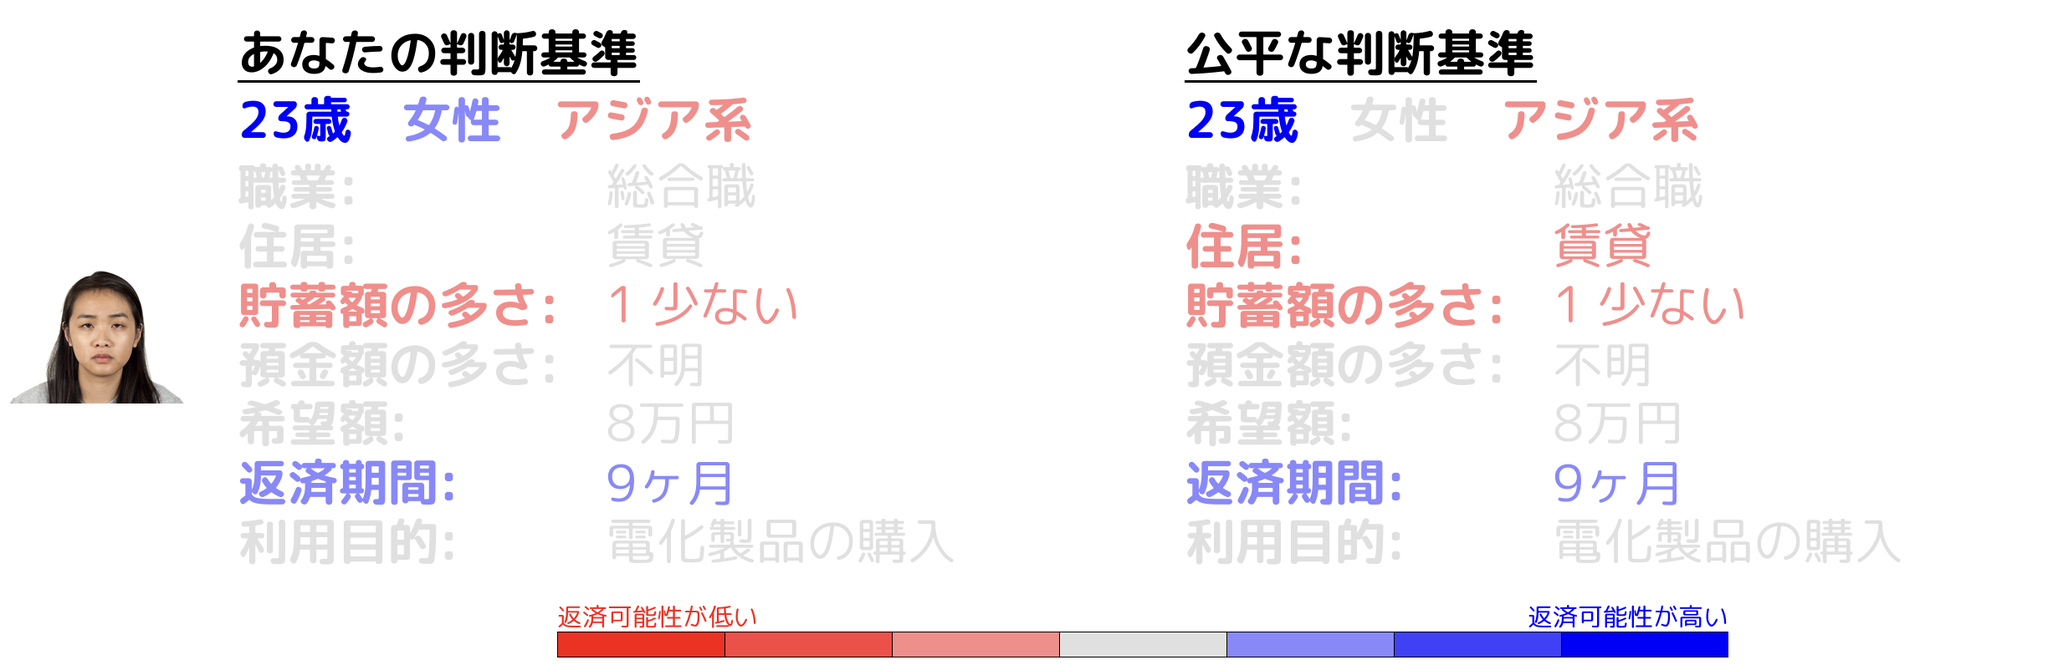 あなたの判断基準
23歳 女性 アジア系
職業: 総合職
住居: 賃貸
貯蓄額の多さ: 1 少ない
預金額の多さ: 不明
希望額: 8万円
返済期間: 9ヶ月
利用目的: 電化製品の購入
公平な判断基準
23歳 女性 アジア系
職業: 総合職
住居: 賃貸
貯蓄額の多さ: 1 少ない
預金額の多さ: 不明
希望額: 8万円
返済期間: 9ヶ月
利用目的: 電化製品の購入
返済可能性が低い
返済可能性が高い